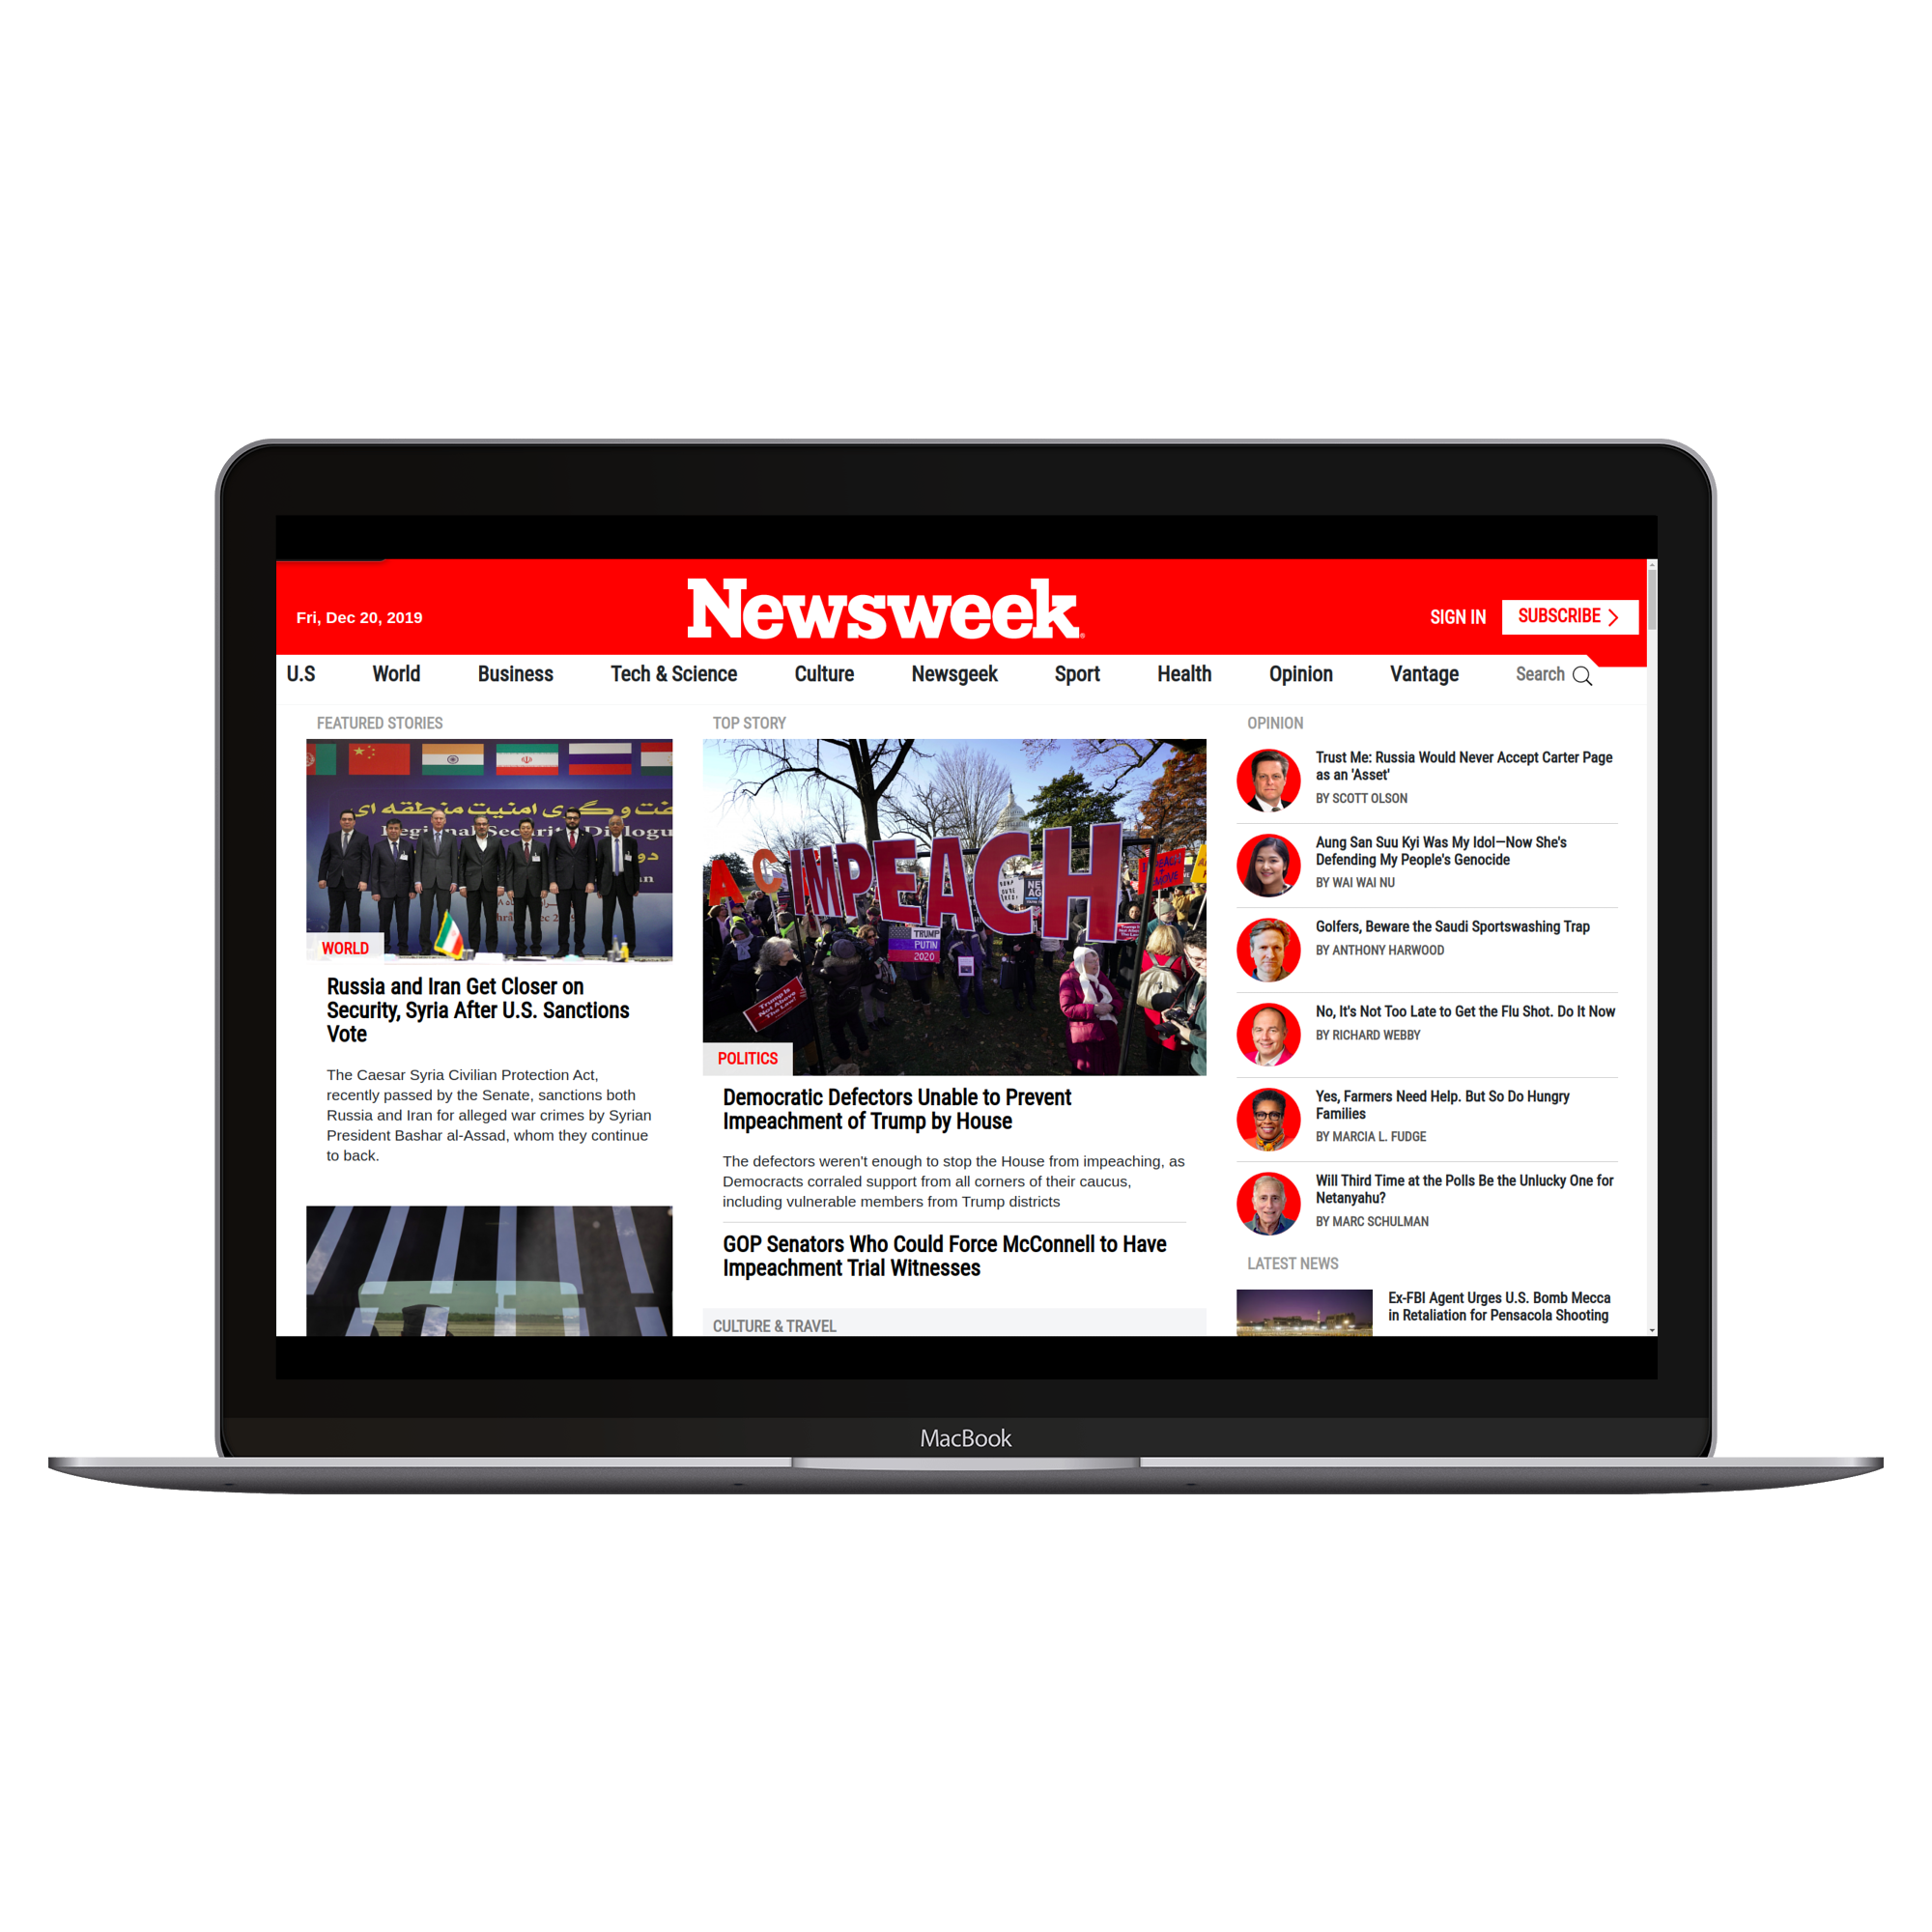 Fri, Dec 20, 2019
Newsweek
SIGN IN
SUBSCRIBE
U.S World Business Tech & Science Culture Newsgeek Sport Health Opinion Vantage Search
FEATURED STORIES
امنیت منطقه ای
WORLD
Russia and Iran Get Closer on
Security, Syria After U.S. Sanctions
Vote
The Caesar Syria Civilian Protection Act,
recently passed by the Senate, sanctions both
Russia and Iran for alleged war crimes by Syrian
President Bashar al-Assad, whom they continue
to back.
TOP STORY
IMPEACH
TRUMP
PUTIN
2020
Trump Is
Not Above
The Law!
POLITICS
Democratic Defectors Unable to Prevent
Impeachment of Trump by House
The defectors weren't enough to stop the House from impeaching, as
Democracts corraled support from all corners of their caucus,
including vulnerable members from Trump districts
GOP Senators Who Could Force McConnell to Have
Impeachment Trial Witnesses
CULTURE & TRAVEL
OPINION
Trust Me: Russia Would Never Accept Carter Page
as an 'Asset'
BY SCOTT OLSON
Aung San Suu Kyi Was My Idol—Now She's
Defending My People's Genocide
BY WAI WAI NU
Golfers, Beware the Saudi Sportswashing Trap
BY ANTHONY HARWOOD
No, It's Not Too Late to Get the Flu Shot. Do It Now
BY RICHARD WEBBY
Yes, Farmers Need Help. But So Do Hungry
Families
BY MARCIA L. FUDGE
Will Third Time at the Polls Be the Unlucky One for
Netanyahu?
BY MARC SCHULMAN
LATEST NEWS
Ex-FBI Agent Urges U.S. Bomb Mecca
in Retaliation for Pensacola Shooting
MacBook